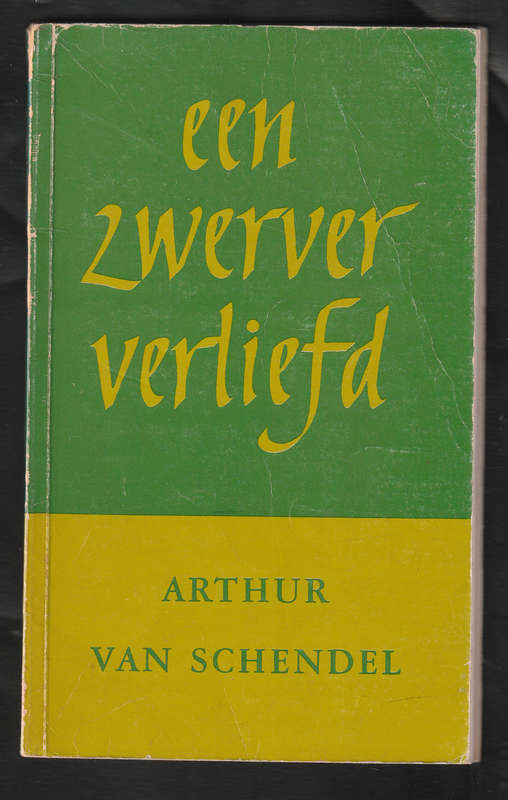 een
zwerver
verliefd
ARTHUR
VAN SCHENDEL